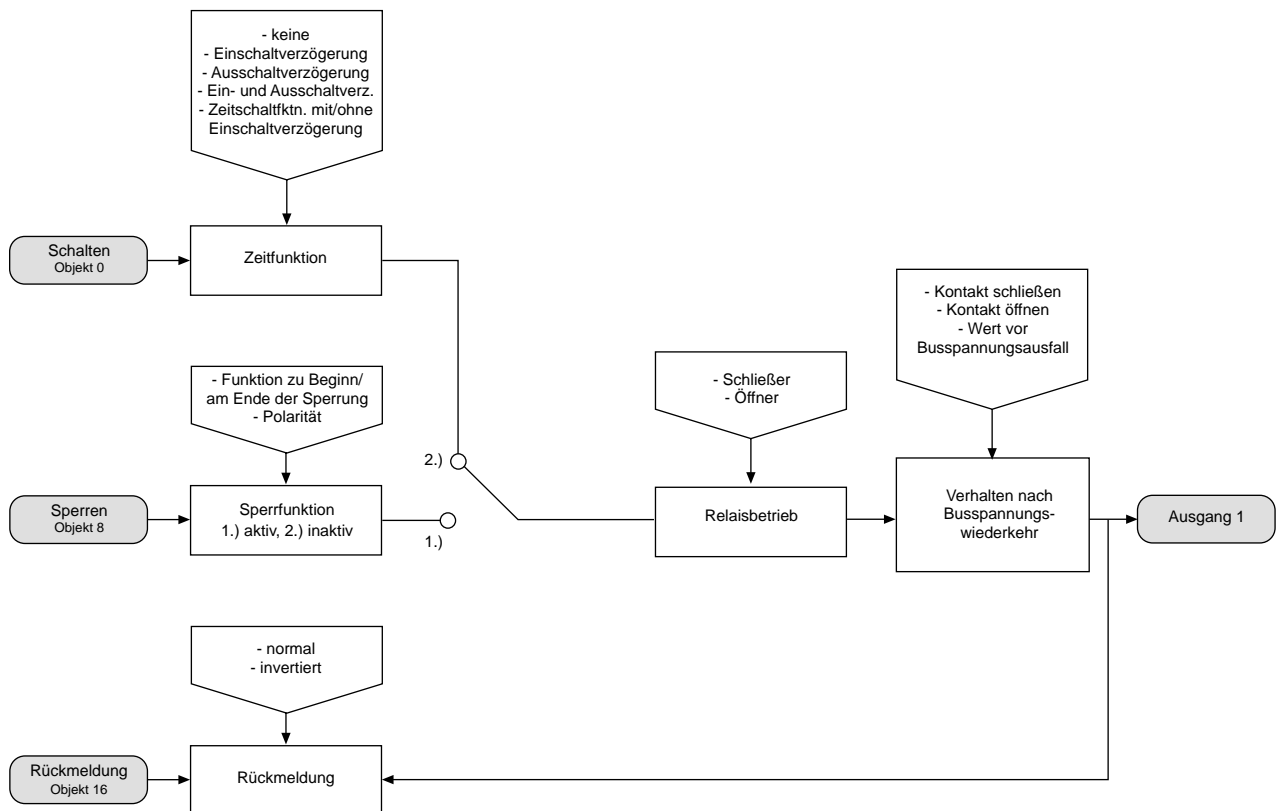 - keine
- Einschaltverzögerung
- Ausschaltverzögerung
- Ein- und Ausschaltverz.
- Zeitschaltfktn. mit/ohne
Einschaltverzögerung
Schalten
Objekt 0
Zeitfunktion
- Kontakt schließen
- Kontakt öffnen
- Wert vor
Busspannungsausfall
- Funktion zu Beginn/
am Ende der Sperrung
- Polarität
- Schließer
- Öffner
2.)
Sperren
Objekt 8
Sperrfunktion
1.) aktiv, 2.) inaktiv
1.)
Relaisbetrieb
Verhalten nach
Busspannungs-
wiederkehr
Ausgang 1
- normal
- invertiert
Rückmeldung
Objekt 16
Rückmeldung